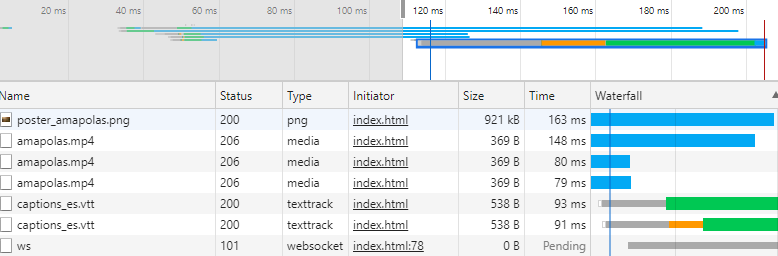 20 ms 40 ms 60 ms 80 ms 100 ms 120 ms 140 ms 160 ms 180 ms 200 ms
Name Status Type Initiator Size Time Waterfall
poster_amapolas.png 200 png index.html 921 kB 163 ms
amapolas.mp4 206 media index.html 369 B 148 ms
amapolas.mp4 206 media index.html 369 B 80 ms
amapolas.mp4 206 media index.html 369 B 79 ms
captions_es.vtt 200 texttrack index.html 538 B 93 ms
captions_es.vtt 200 texttrack index.html 538 B 91 ms
ws 101 websocket index.html:78 0 B Pending